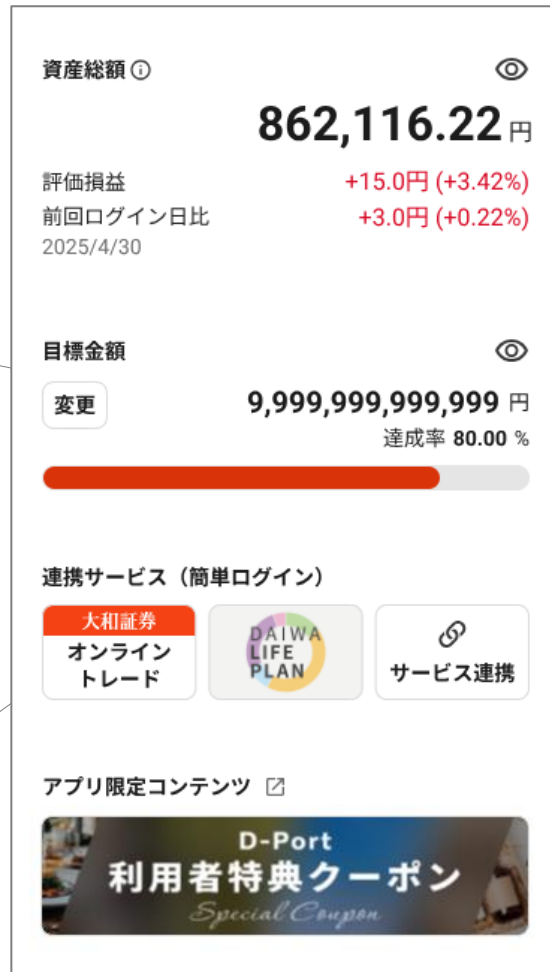 資産総額
862,116.22 円
評価損益 +15.0円 (+3.42%)
前回ログイン日比 +3.0円 (+0.22%)
2025/4/30
目標金額
変更 9,999,999,999,999 円
達成率 80.00 %
連携サービス（簡単ログイン）
大和証券
オンライン
トレード
DAIWA
LIFE
PLAN
サービス連携
アプリ限定コンテンツ
D-Port
利用者特典クーポン
Special Coupon